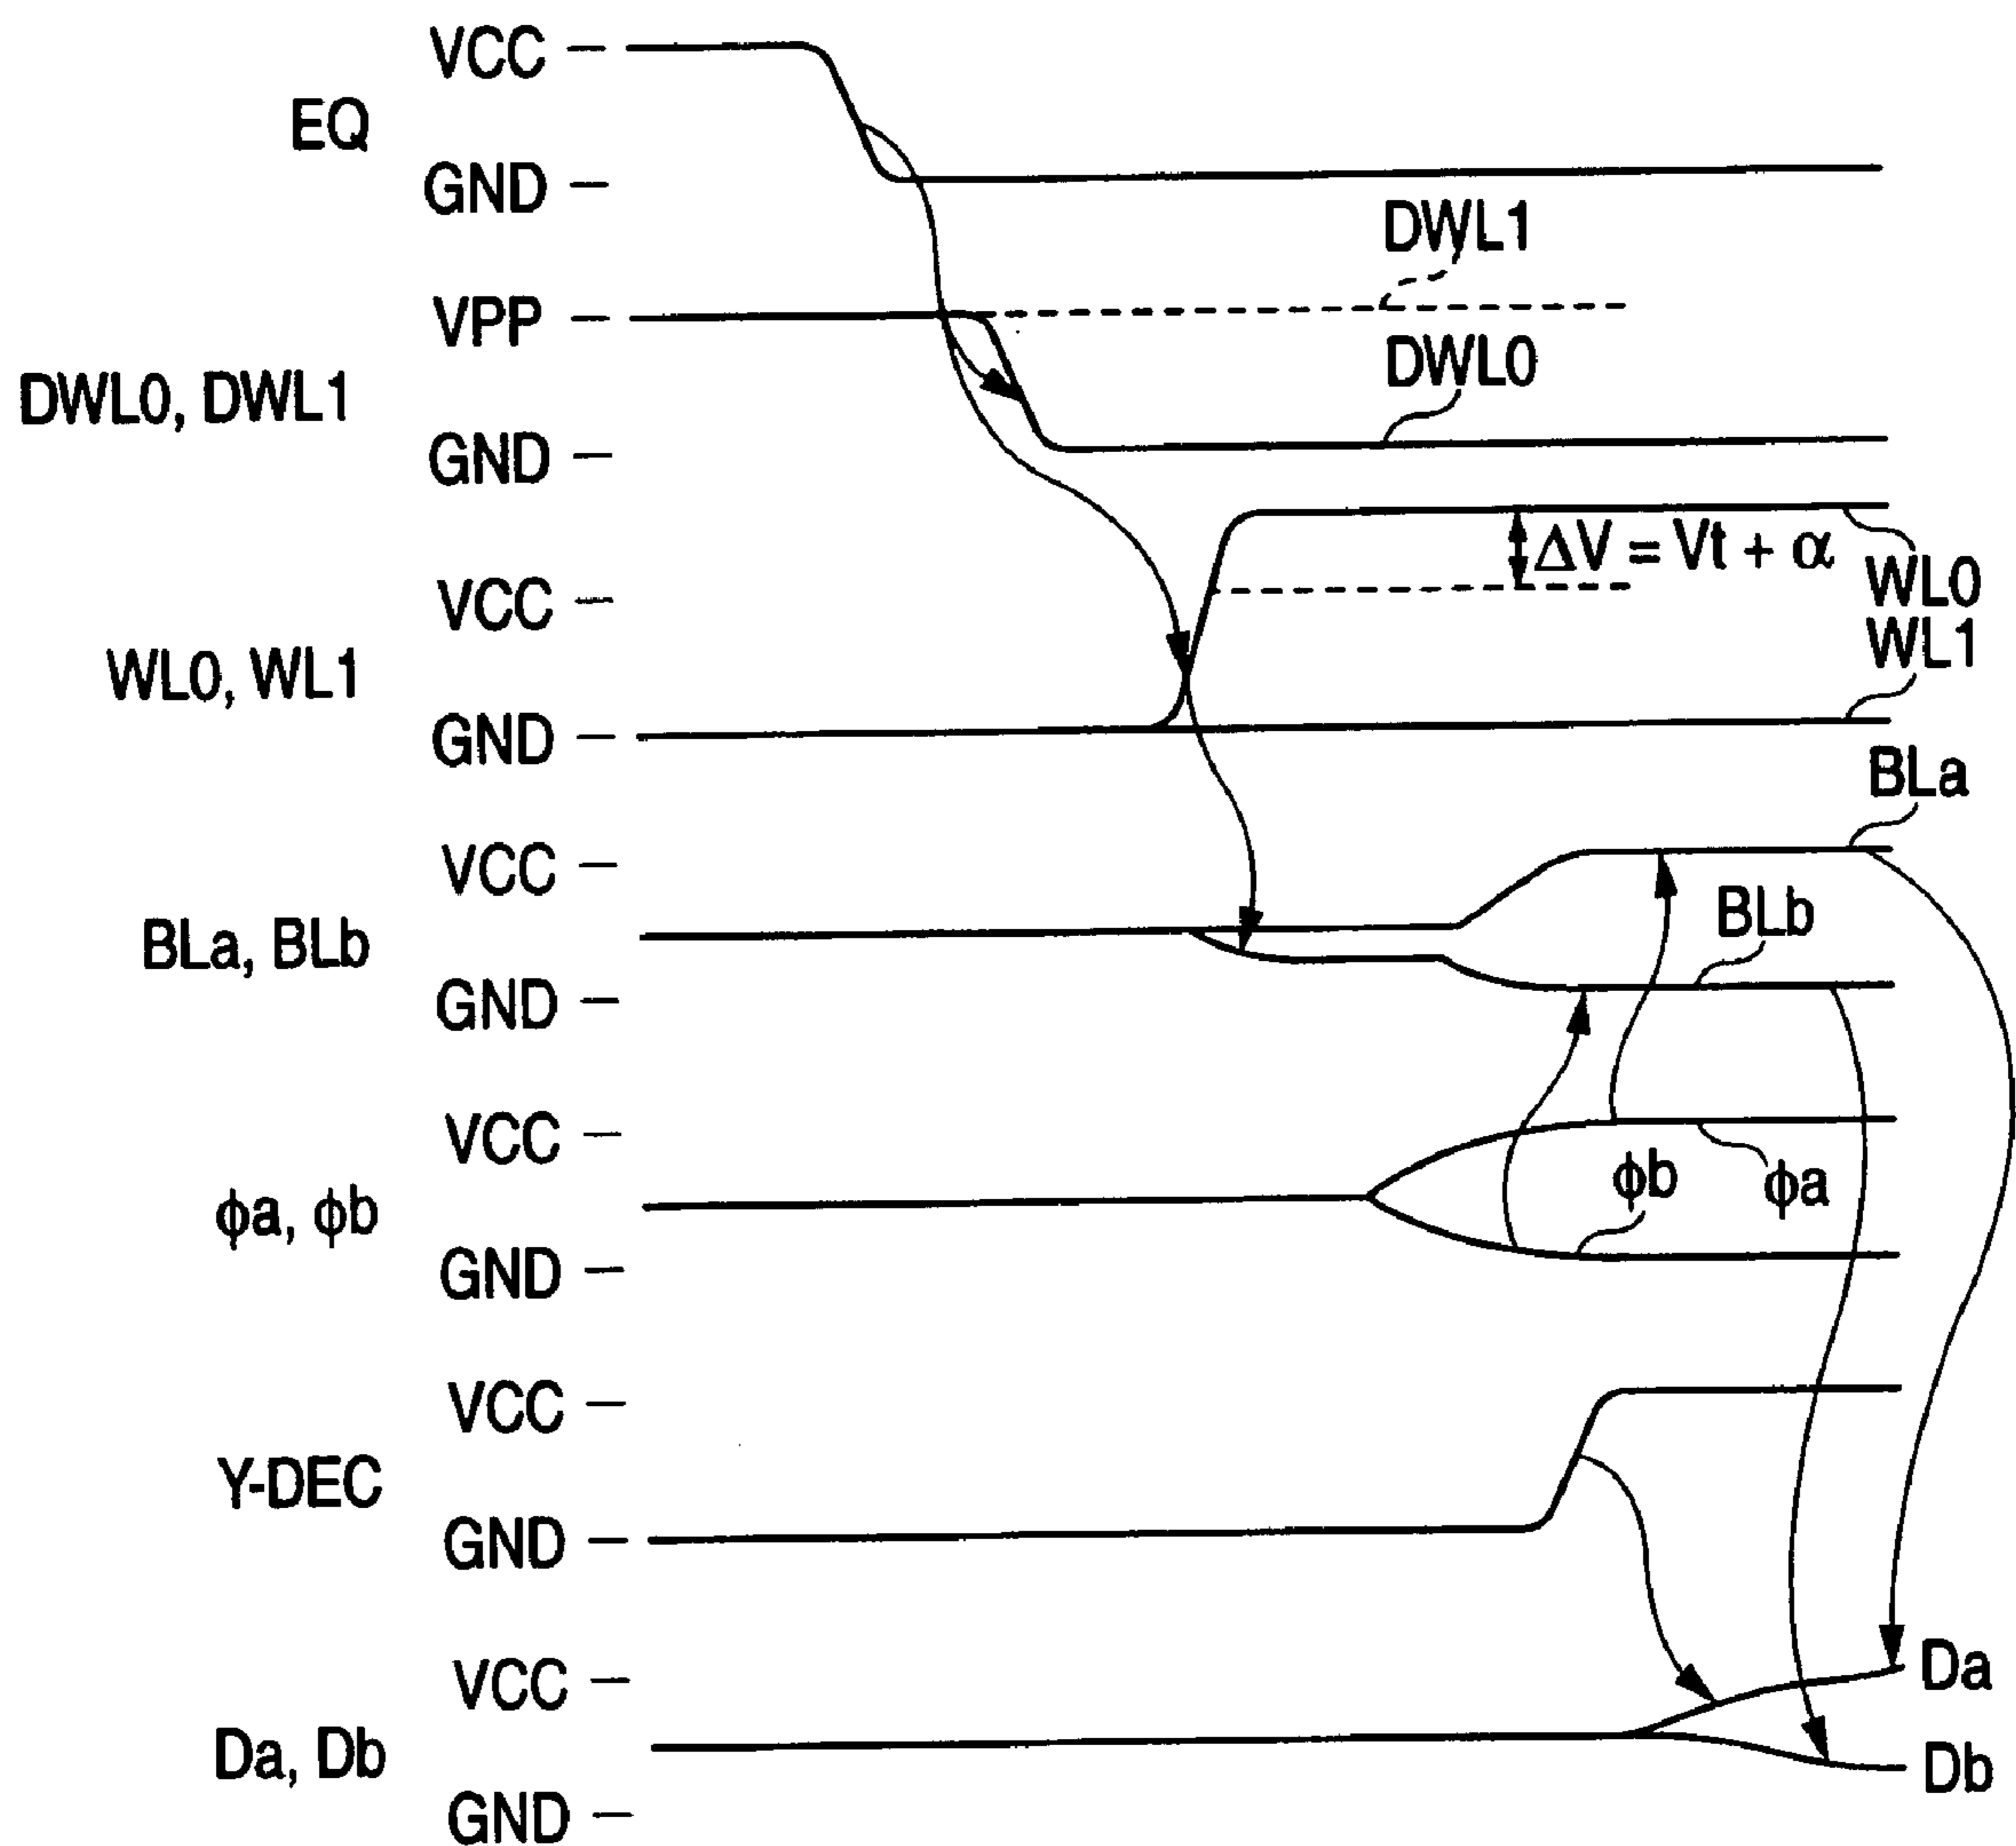 VCC
EQ
GND
DWL1
VPP
DWL0
DWL0, DWL1
GND
ΔV = Vt + α
VCC
WL0
WL1
WL0, WL1
GND
BLa
VCC
BLb
BLa, BLb
GND
VCC
ϕb
ϕa
ϕa, ϕb
GND
VCC
Y-DEC
GND
Da
VCC
Da, Db
Db
GND